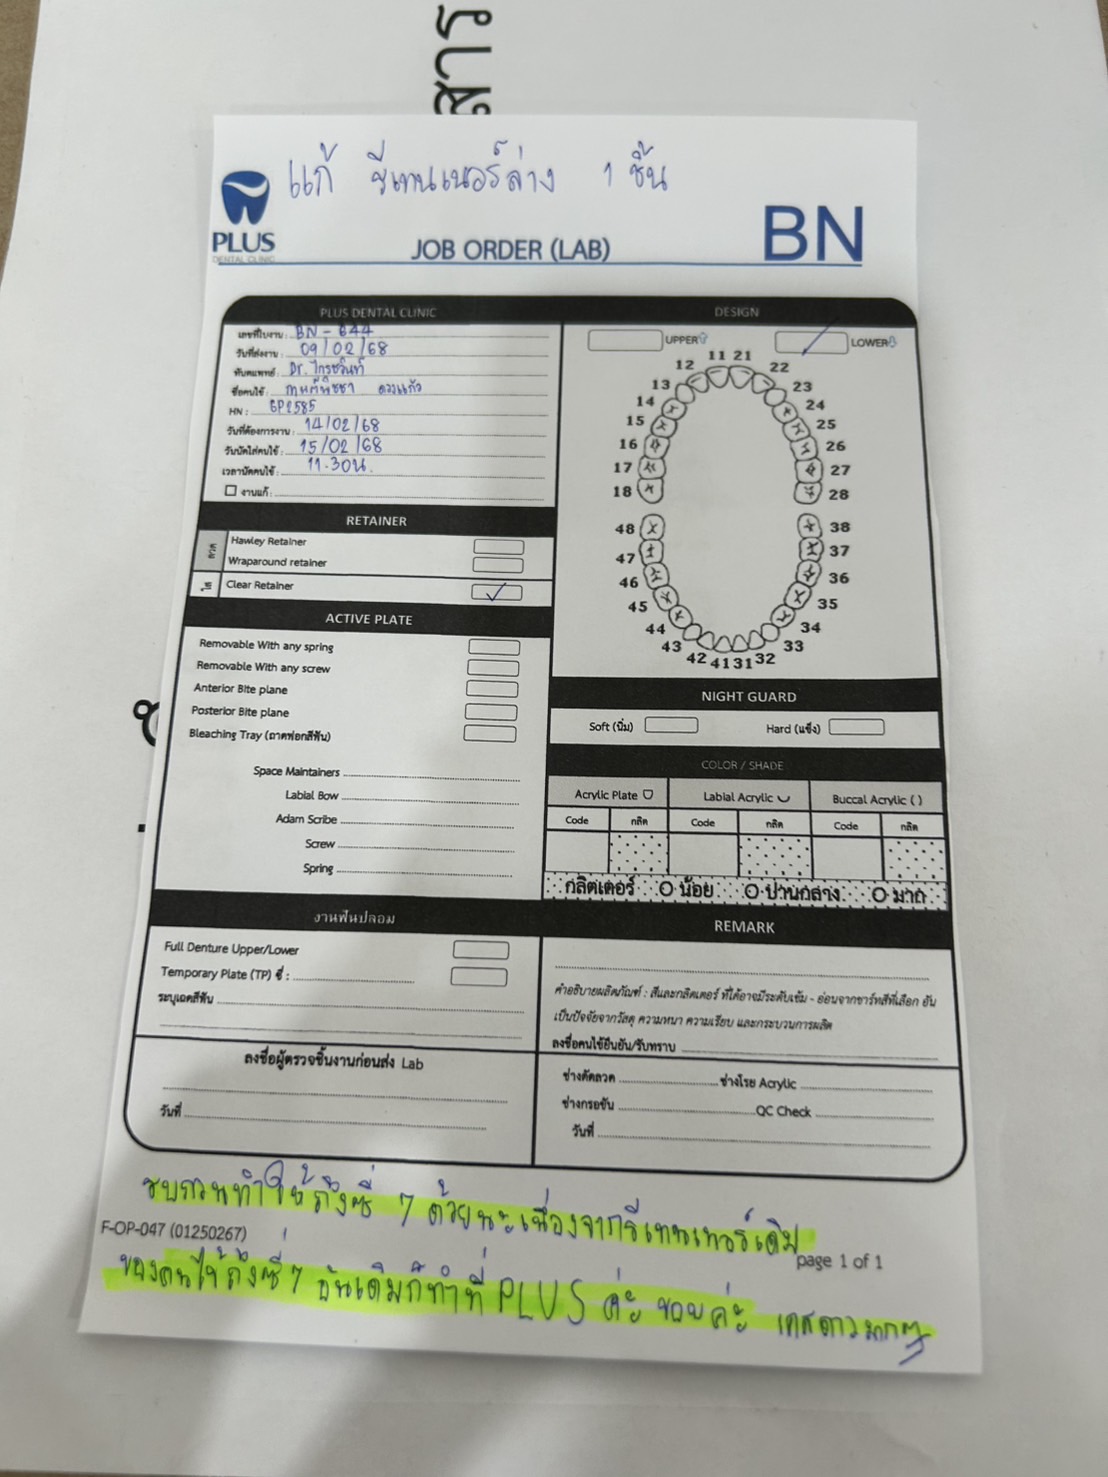 สาร
แก้ รีเทนเนอร์ล่าง 1 ชิ้น
PLUS
DENTAL CLINIC
JOB ORDER (LAB)
BN
PLUS DENTAL CLINIC
เลขที่ใบงาน : BN - 644
วันที่ส่งงาน : 09/02/68
ทันตแพทย์ : Dr. ไกรชวินท์
ชื่อคนไข้ : ดวงแก้ว
HN : GP2585
วันที่ต้องการงาน : 14/02/68
วันนัดใส่คนไข้ : 15/02/68
เวลานัดคนไข้ : 11.30น.
งานแก้ :
RETAINER
ลวด
Hawley Retainer
Wraparound retainer
ใส
Clear Retainer ✓
ACTIVE PLATE
Removable With any spring
Removable With any screw
Anterior Bite plane
Posterior Bite plane
Bleaching Tray (ถาดฟอกสีฟัน)
Space Maintainers
Labial Bow
Adam Scribe
Screw
Spring
งานฟันปลอม
Full Denture Upper/Lower
Temporary Plate (TP) ซี่ :
ระบุเฉดสีฟัน
ลงชื่อผู้ตรวจชิ้นงานก่อนส่ง Lab
วันที่
DESIGN
UPPER
LOWER
11 21
12 22
13 23
14 24
15 25
16 26
17 27
18 28
48 38
47 37
46 36
45 35
44 34
43 33
42 41 31 32
NIGHT GUARD
Soft (นิ่ม) Hard (แข็ง)
COLOR / SHADE
Acrylic Plate Labial Acrylic Buccal Acrylic ( )
Code กลิต Code กลิต Code กลิต
กลิตเตอร์ O น้อย O ปานกลาง O มาก
REMARK
คำอธิบายผลิตภัณฑ์ : สีและกลิตเตอร์ ที่ได้อาจมีระดับเข้ม - อ่อนจากชาร์ทสีที่เลือก อัน
เป็นปัจจัยจากวัสดุ ความหนา ความเรียบ และกระบวนการผลิต
ลงชื่อคนไข้ยืนยัน/รับทราบ
ช่างดัดลวด ช่างโรย Acrylic
ช่างกรอขัน QC Check
วันที่
รบกวนทำให้ถึงซี่ 7 ด้วยนะเนื่องจากรีเทนเนอร์เดิม
F-OP-047 (01250267)
page 1 of 1
ของคนไข้ถึงซี่ 7 อันเดิมก็ทำที่ PLUS ค่ะ ขอบค่ะ